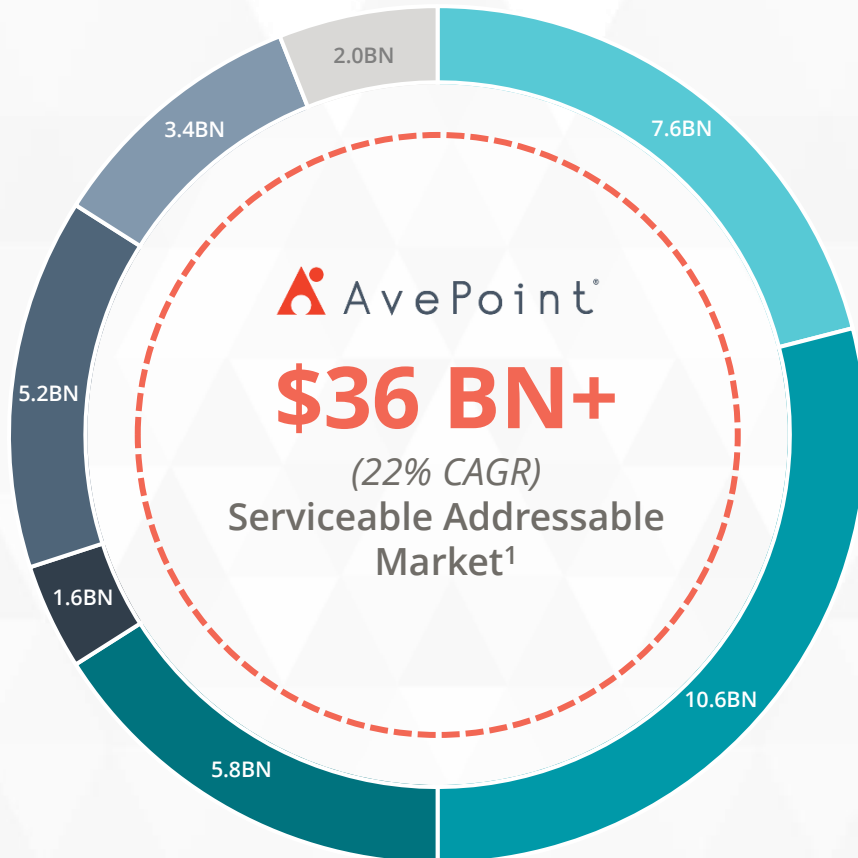 2.0BN
7.6BN
3.4BN
AvePoint®
$36 BN+
5.2BN
(22% CAGR)
Serviceable Addressable
Market¹
1.6BN
10.6BN
5.8BN